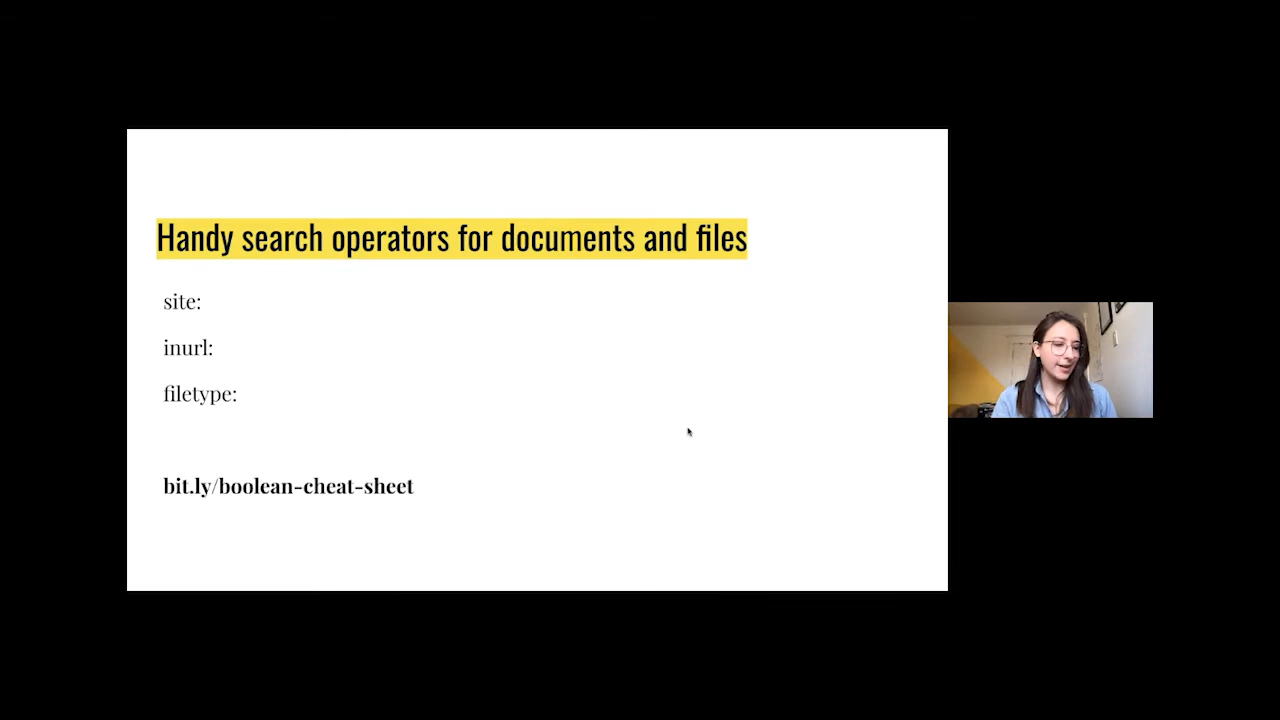 Handy search operators for documents and files
site:
inurl:
filetype:
bit.ly/boolean-cheat-sheet